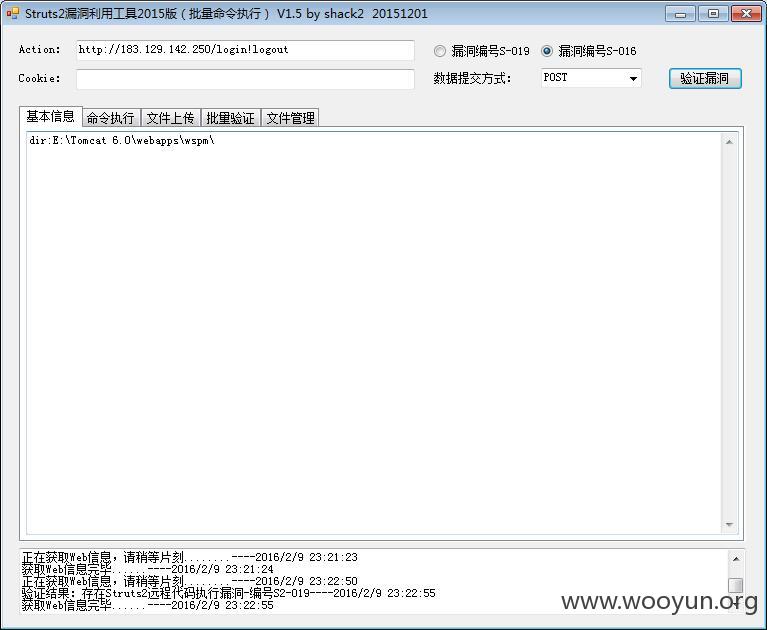 Struts2漏洞利用工具2015版（批量命令执行） V1.5 by shack2 20151201
Action: http://183.129.142.250/login!logout 漏洞编号S-019 漏洞编号S-016
Cookie: 数据提交方式: POST 验证漏洞
基本信息 命令执行 文件上传 批量验证 文件管理
dir:E:\Tomcat 6.0\webapps\wspm\
正在获取Web信息，请稍等片刻........----2016/2/9 23:21:23
获取Web信息完毕......----2016/2/9 23:21:24
正在获取Web信息，请稍等片刻........----2016/2/9 23:22:50
验证结果: 存在Struts2远程代码执行漏洞-编号S2-019----2016/2/9 23:22:55
获取Web信息完毕......----2016/2/9 23:22:55
www.wooyun.org